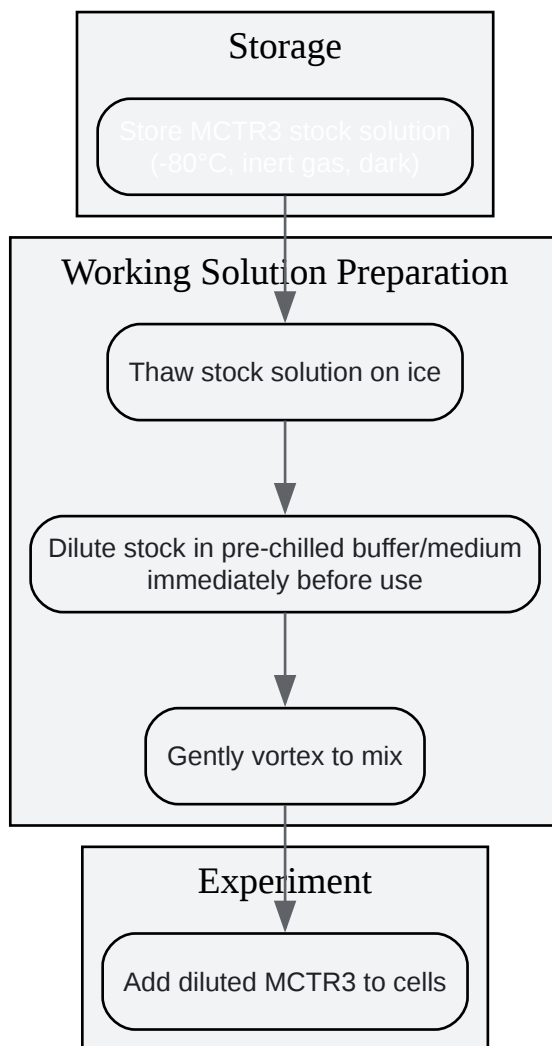 Storage
Store MCTR3 stock solution
(-80°C, inert gas, dark)
Working Solution Preparation
Thaw stock solution on ice
Dilute stock in pre-chilled buffer/medium
immediately before use
Gently vortex to mix
Experiment
Add diluted MCTR3 to cells